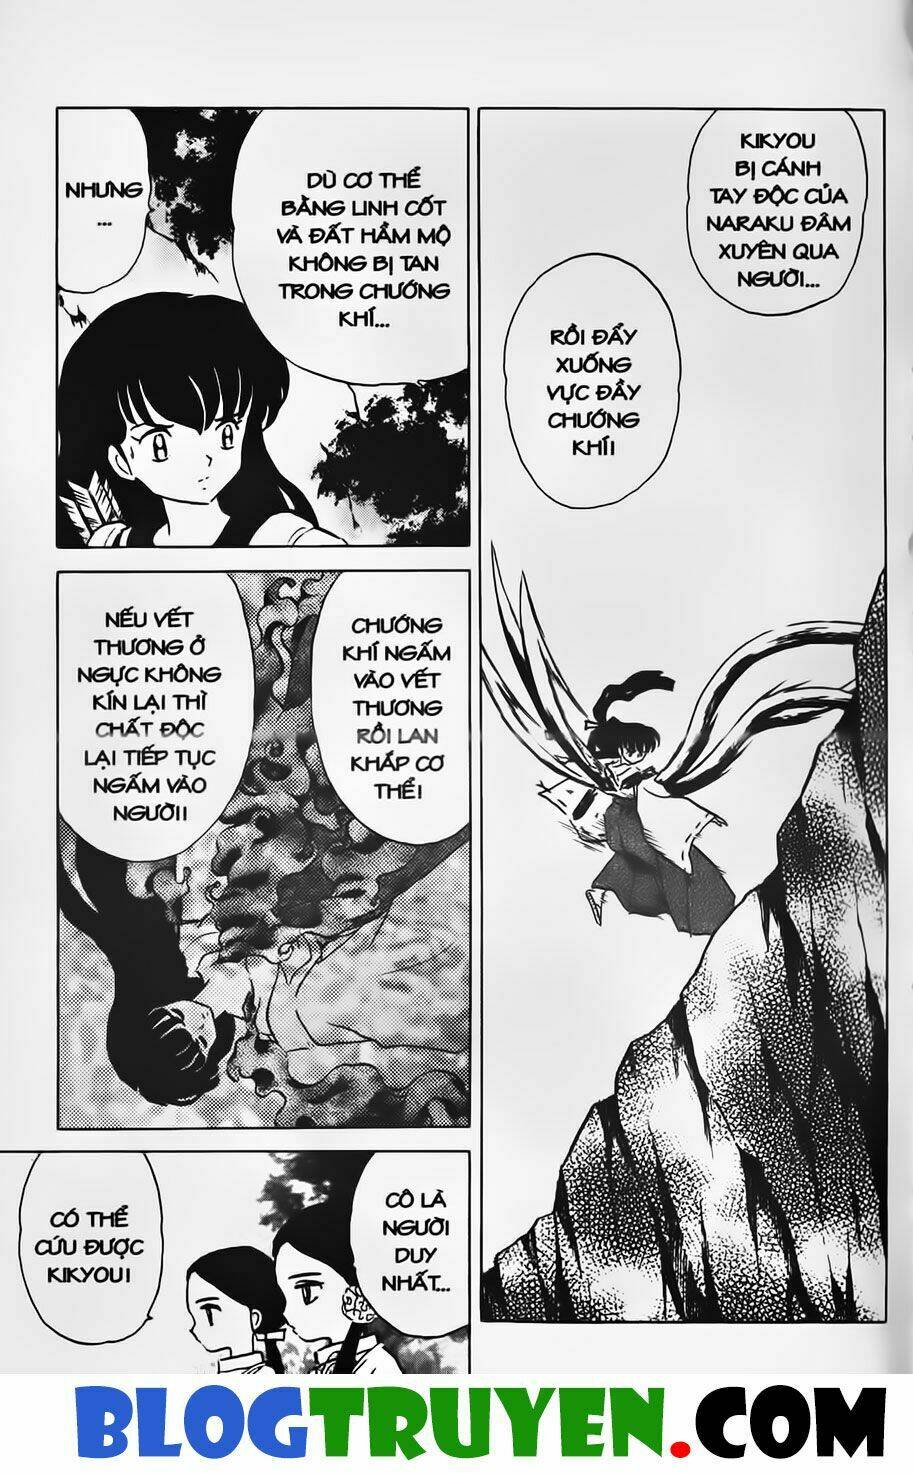 KIKYOU
BỊ CÁNH
TAY ĐỘC CỦA
NARAKU ĐÂM
XUYÊN QUA
NGƯỜI...
RỒI ĐẨY
XUỐNG
VỰC ĐẦY
CHƯỚNG
KHÍ!
DÙ CƠ THỂ
BẰNG LINH CỐT
VÀ ĐẤT HẦM MỘ
KHÔNG BỊ TAN
TRONG CHƯỚNG
KHÍ...
NHƯNG
...
CHƯỚNG
KHÍ NGẤM
VÀO VẾT
THƯƠNG
RỒI LAN
KHẮP CƠ
THỂ!
NẾU VẾT
THƯƠNG Ở
NGỰC KHÔNG
KÍN LẠI THÌ
CHẤT ĐỘC
LẠI TIẾP TỤC
NGẤM VÀO
NGƯỜI!
CÔ LÀ
NGƯỜI
DUY
NHẤT...
CÓ THỂ
CỨU ĐƯỢC
KIKYOU!
BLOGTRUYEN.COM